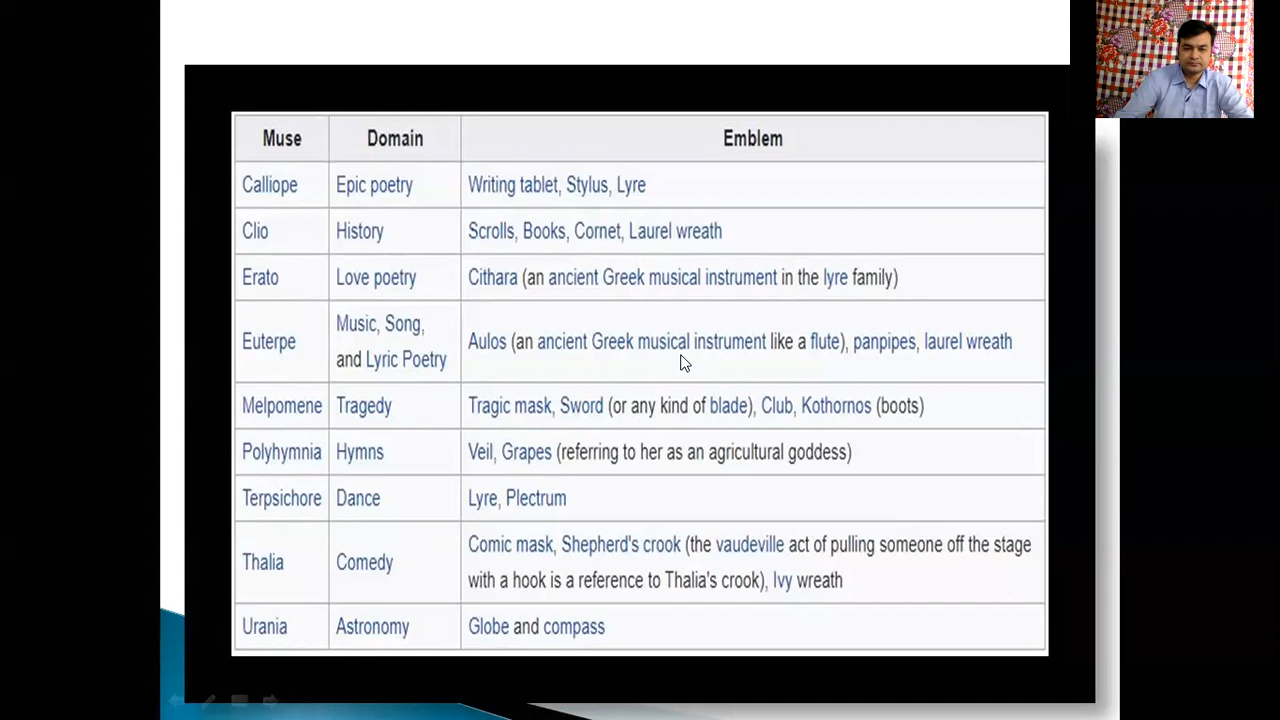 Muse Domain Emblem
Calliope Epic poetry Writing tablet, Stylus, Lyre
Clio History Scrolls, Books, Cornet, Laurel wreath
Erato Love poetry Cithara (an ancient Greek musical instrument in the lyre family)
Euterpe Music, Song,
and Lyric Poetry Aulos (an ancient Greek musical instrument like a flute), panpipes, laurel wreath
Melpomene Tragedy Tragic mask, Sword (or any kind of blade), Club, Kothornos (boots)
Polyhymnia Hymns Veil, Grapes (referring to her as an agricultural goddess)
Terpsichore Dance Lyre, Plectrum
Thalia Comedy Comic mask, Shepherd's crook (the vaudeville act of pulling someone off the stage
with a hook is a reference to Thalia's crook), Ivy wreath
Urania Astronomy Globe and compass